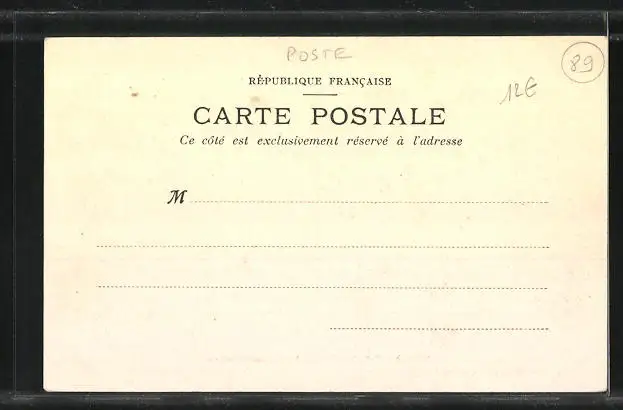 POSTE
89
RÉPUBLIQUE FRANÇAISE
12€
CARTE POSTALE
Ce côté est exclusivement réservé à l'adresse
M